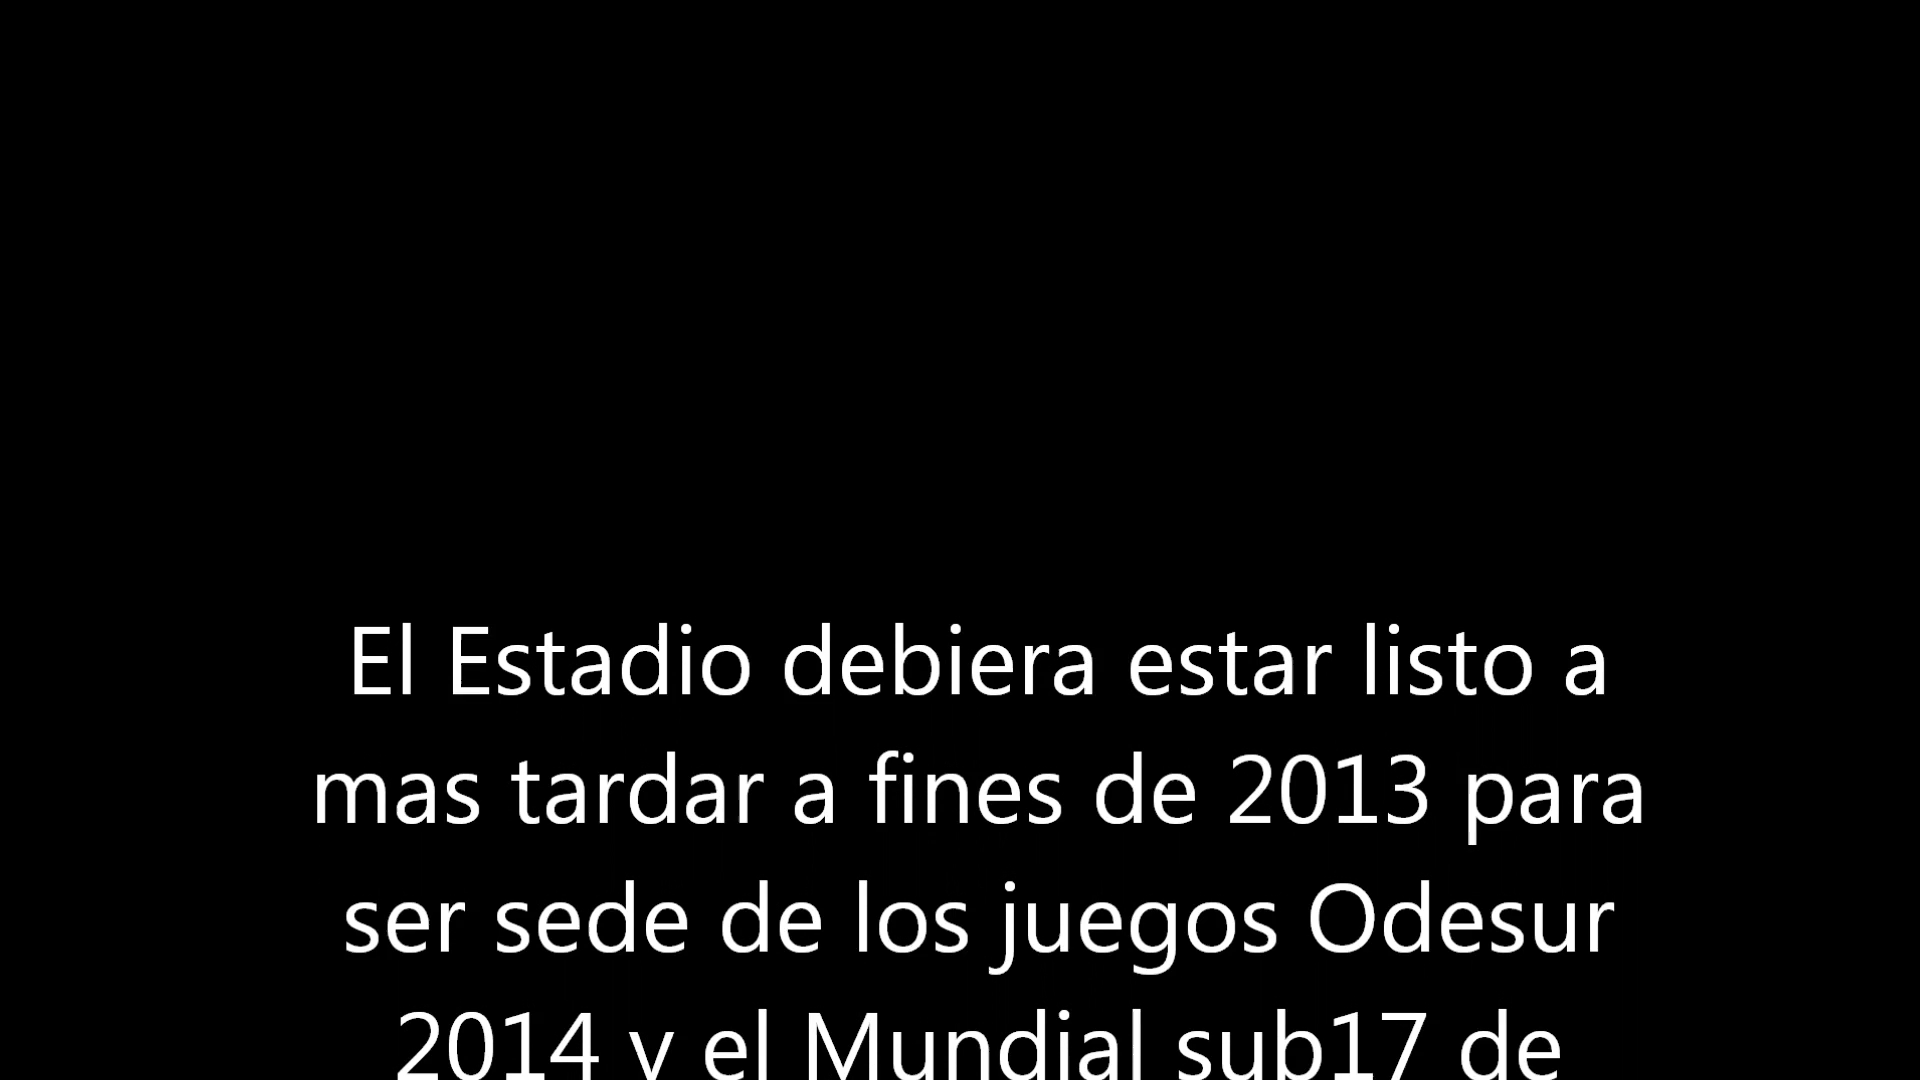 El Estadio debiera estar listo a
mas tardar a fines de 2013 para
ser sede de los juegos Odesur
2014 y el Mundial sub17 de